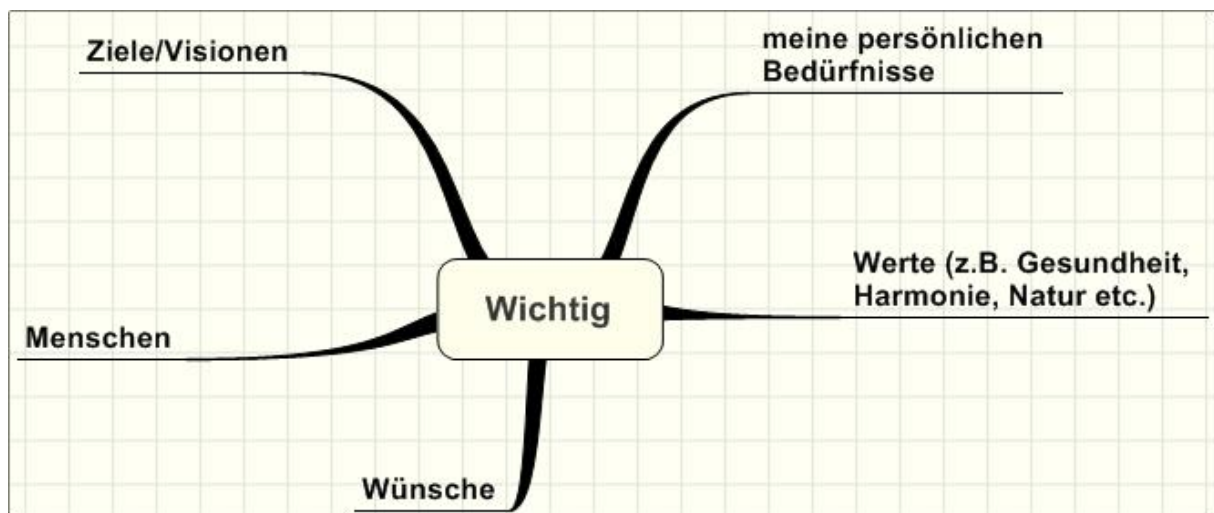 Ziele/Visionen
meine persönlichen
Bedürfnisse
Werte (z.B. Gesundheit,
Harmonie, Natur etc.)
Wichtig
Menschen
Wünsche